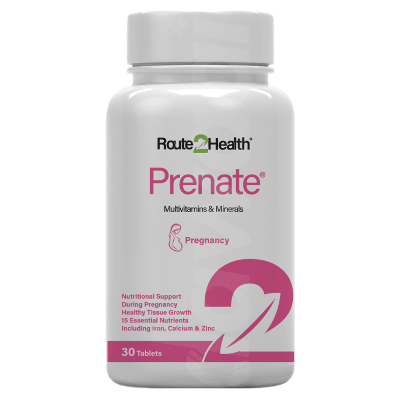 Route2Health®
Prenate®
Multivitamins & Minerals
Pregnancy
Nutritional Support
During Pregnancy
Healthy Tissue Growth
15 Essential Nutrients
Including Iron, Calcium & Zinc
30 Tablets